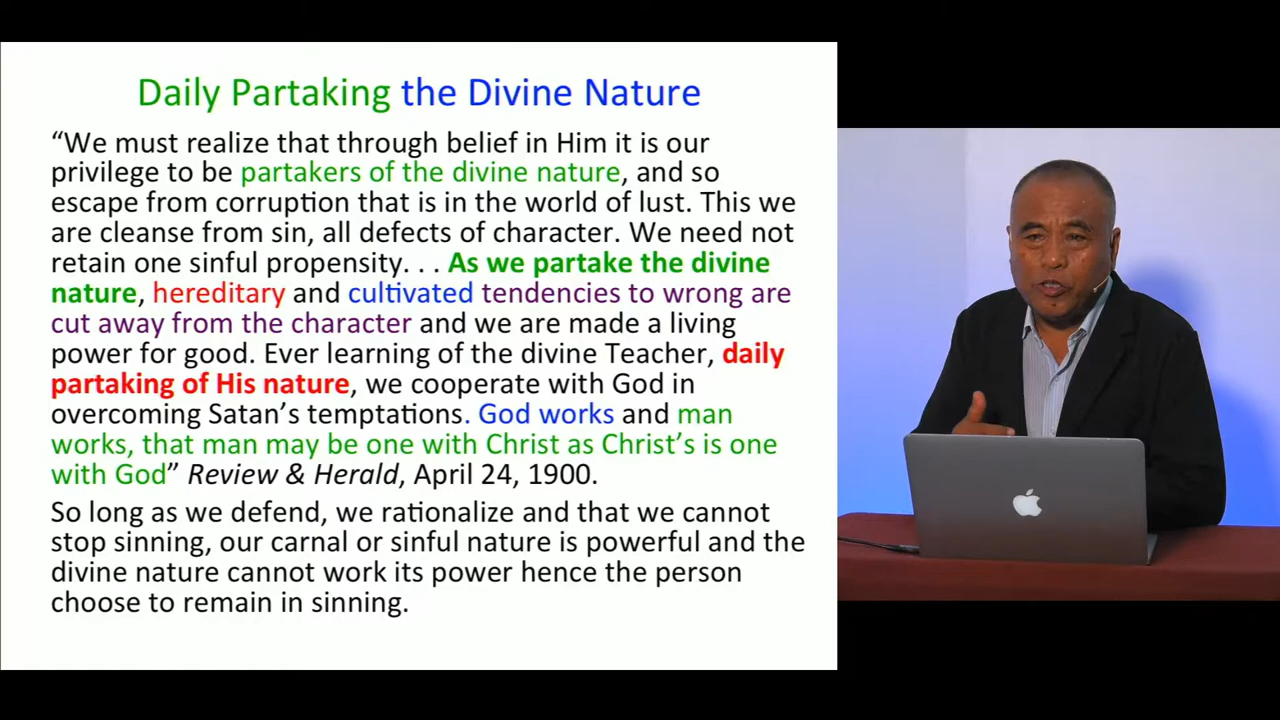 Daily Partaking the Divine Nature
“We must realize that through belief in Him it is our
privilege to be partakers of the divine nature, and so
escape from corruption that is in the world of lust. This we
are cleanse from sin, all defects of character. We need not
retain one sinful propensity. . . As we partake the divine
nature, hereditary and cultivated tendencies to wrong are
cut away from the character and we are made a living
power for good. Ever learning of the divine Teacher, daily
partaking of His nature, we cooperate with God in
overcoming Satan’s temptations. God works and man
works, that man may be one with Christ as Christ’s is one
with God” Review & Herald, April 24, 1900.
So long as we defend, we rationalize and that we cannot
stop sinning, our carnal or sinful nature is powerful and the
divine nature cannot work its power hence the person
choose to remain in sinning.